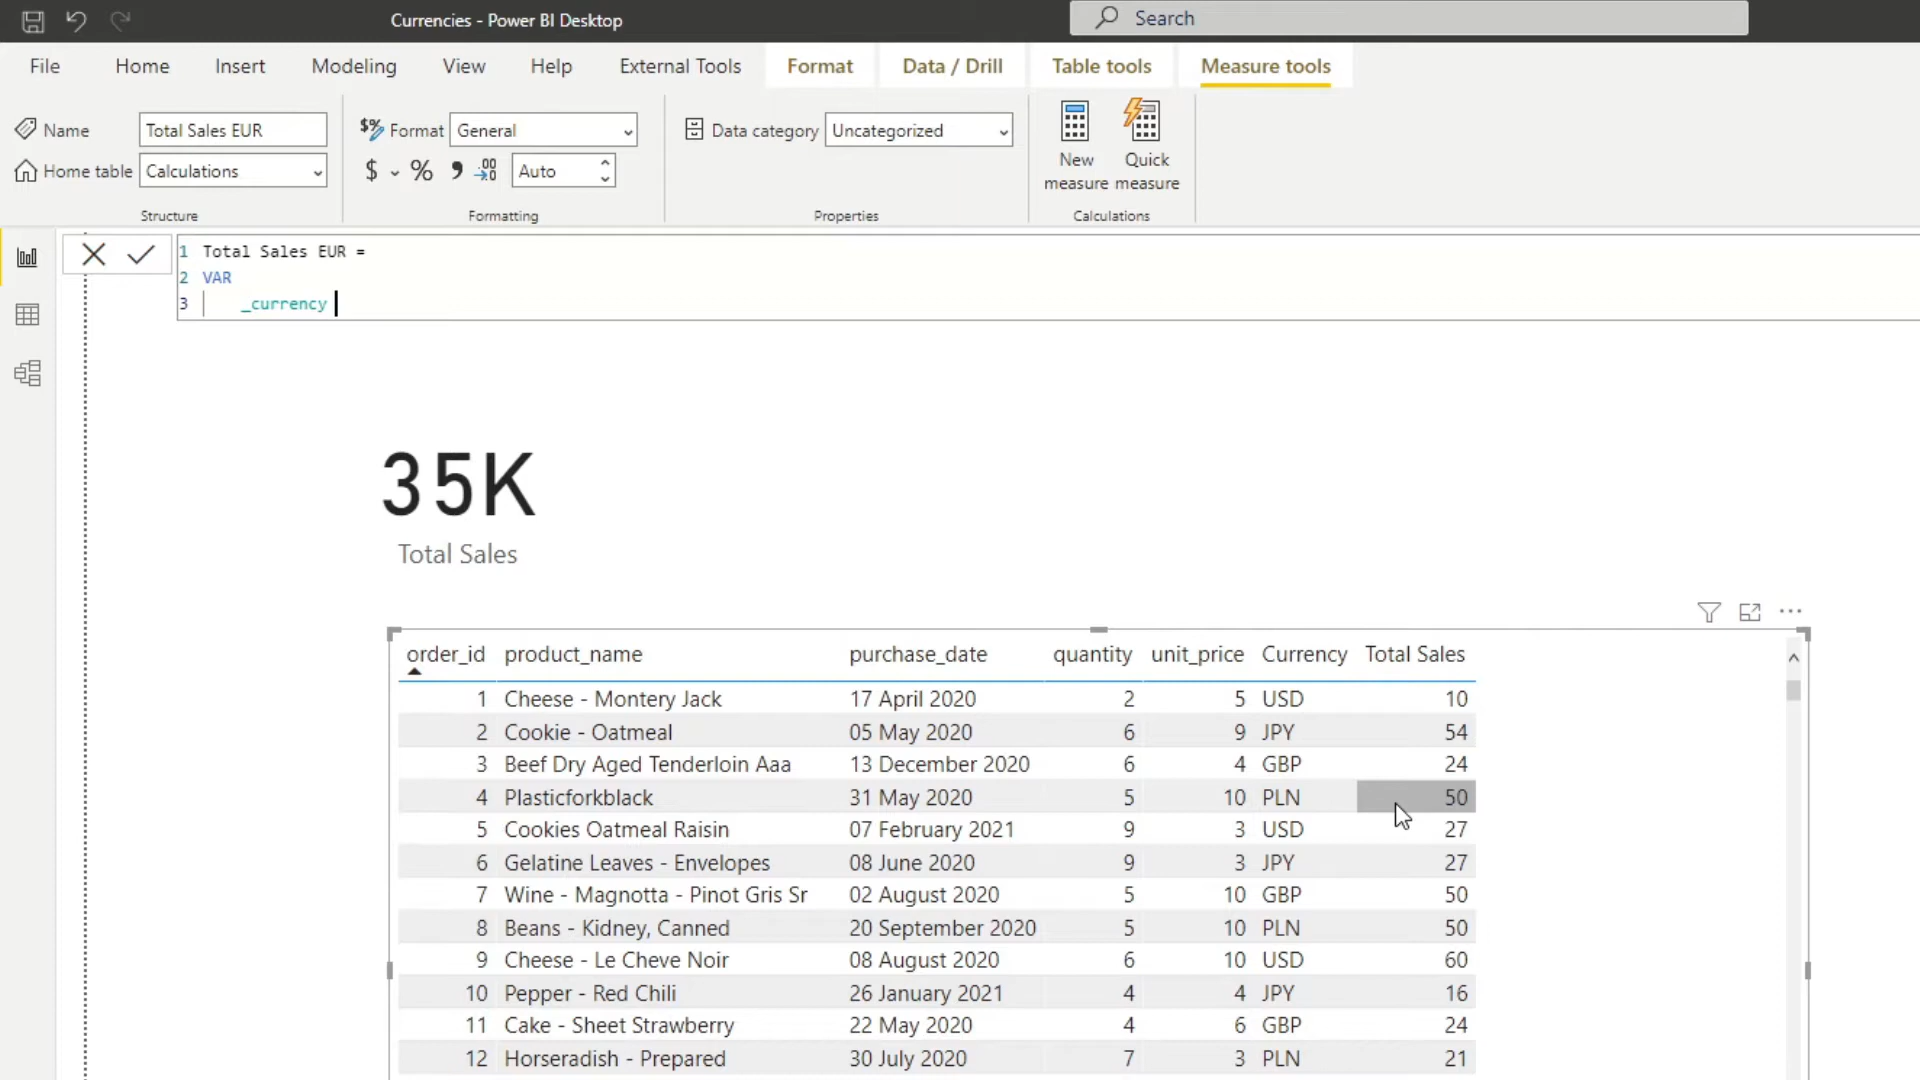 Currencies - Power BI Desktop
Search
File Home Insert Modeling View Help External Tools Format Data / Drill Table tools Measure tools
Name Total Sales EUR
Home table Calculations
Structure
$% Format General
$ % , .00 Auto
Formatting
Data category Uncategorized
Properties
New measure
Quick measure
Calculations
1 Total Sales EUR =
2 VAR
3 _currency
35K
Total Sales
order_id product_name purchase_date quantity unit_price Currency Total Sales
1 Cheese - Montery Jack 17 April 2020 2 5 USD 10
2 Cookie - Oatmeal 05 May 2020 6 9 JPY 54
3 Beef Dry Aged Tenderloin Aaa 13 December 2020 6 4 GBP 24
4 Plasticforkblack 31 May 2020 5 10 PLN 50
5 Cookies Oatmeal Raisin 07 February 2021 9 3 USD 27
6 Gelatine Leaves - Envelopes 08 June 2020 9 3 JPY 27
7 Wine - Magnotta - Pinot Gris Sr 02 August 2020 5 10 GBP 50
8 Beans - Kidney, Canned 20 September 2020 5 10 PLN 50
9 Cheese - Le Cheve Noir 08 August 2020 6 10 USD 60
10 Pepper - Red Chili 26 January 2021 4 4 JPY 16
11 Cake - Sheet Strawberry 22 May 2020 4 6 GBP 24
12 Horseradish - Prepared 30 July 2020 7 3 PLN 21